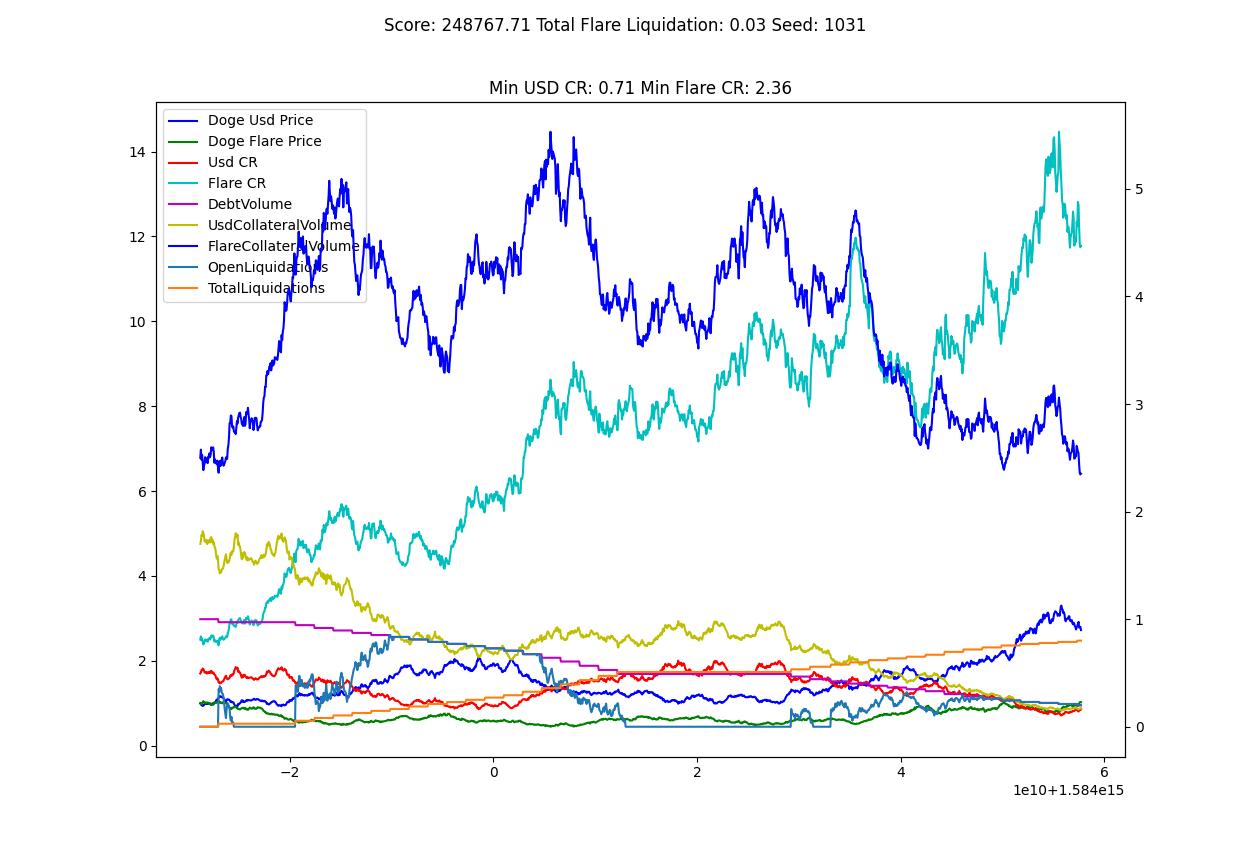 Score: 248767.71 Total Flare Liquidation: 0.03 Seed: 1031
Min USD CR: 0.71 Min Flare CR: 2.36
Doge Usd Price
Doge Flare Price
Usd CR
Flare CR
DebtVolume
UsdCollateralVolume
FlareCollateralVolume
OpenLiquidations
TotalLiquidations
14
12
10
8
6
4
2
0
5
4
3
2
1
0
−2
0
2
4
6
1e10+1.584e15